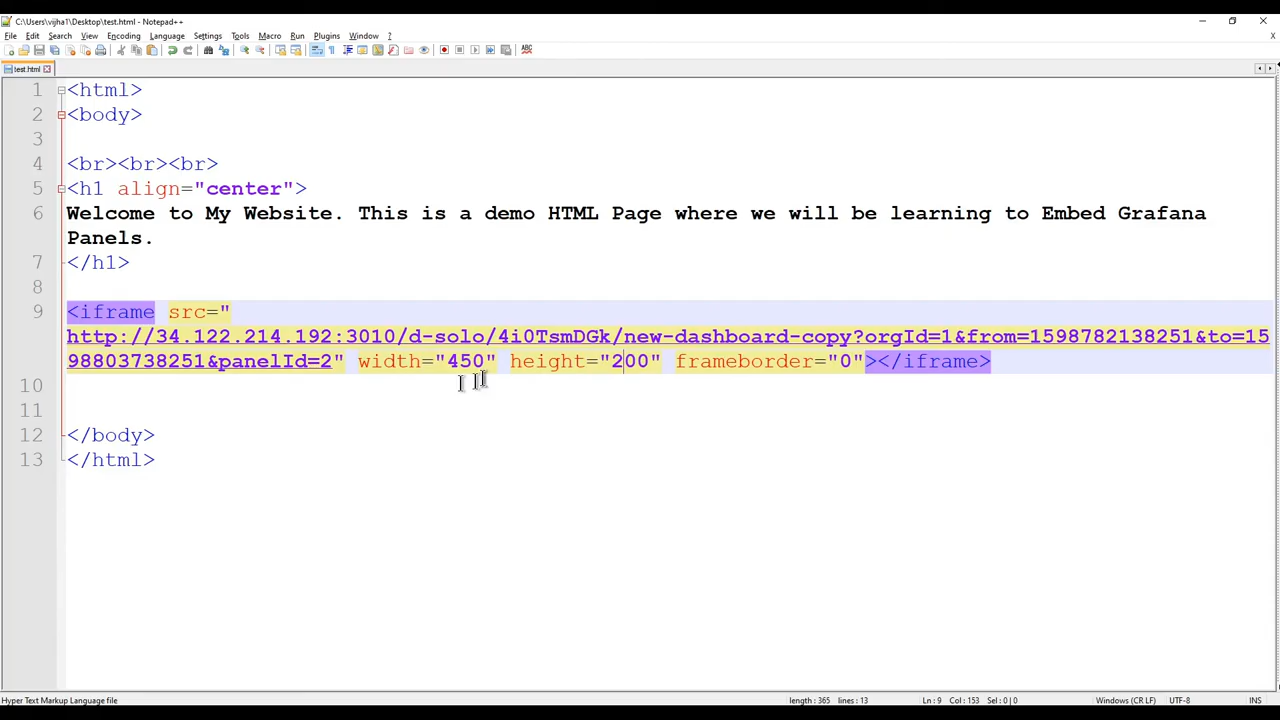 C:\Users\vijha1\Desktop\test.html - Notepad++
File Edit Search View Encoding Language Settings Tools Macro Run Plugins Window ?
X
ABC
test.html
1 <html>
2 <body>
3
4 <br><br><br>
5 <h1 align="center">
6 Welcome to My Website. This is a demo HTML Page where we will be learning to Embed Grafana
Panels.
7 </h1>
8
9 <iframe src="
http://34.122.214.192:3010/d-solo/4i0TsmDGk/new-dashboard-copy?orgId=1&from=1598782138251&to=15
98803738251&panelId=2" width="450" height="200" frameborder="0"></iframe>
10
11
12 </body>
13 </html>
Hyper Text Markup Language file length : 365 lines : 13 Ln : 9 Col : 153 Sel : 0 | 0 Windows (CR LF) UTF-8 INS